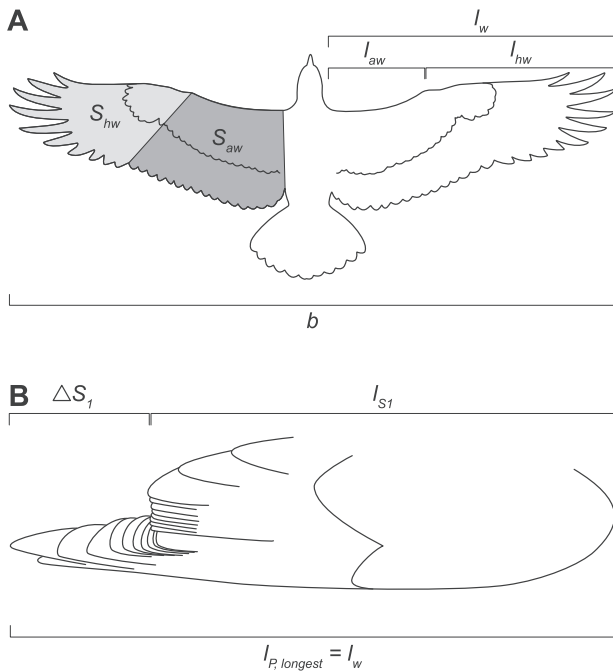 A
l_w
l_aw l_hw
S_hw
S_aw
b
B
△S_1 l_S1
l_P, longest = l_w